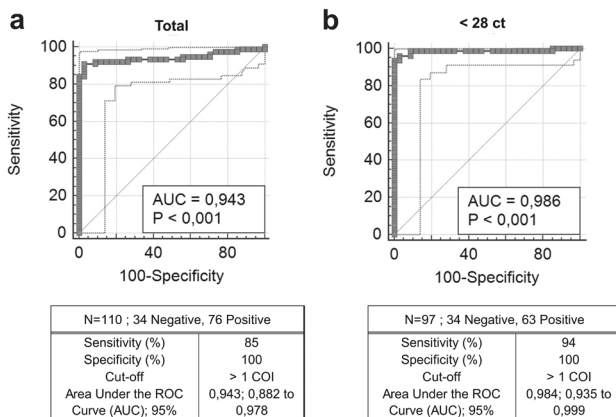 a
Total
100
80
60
40
20
0
Sensitivity
AUC = 0,943
P < 0,001
0 40 80
100-Specificity
N=110 ; 34 Negative, 76 Positive
Sensitivity (%) 85
Specificity (%) 100
Cut-off > 1 COI
Area Under the ROC 0,943; 0,882 to
Curve (AUC); 95% 0,978
b
< 28 ct
100
80
60
40
20
0
Sensitivity
AUC = 0,986
P < 0,001
0 40 80
100-Specificity
N=97 ; 34 Negative, 63 Positive
Sensitivity (%) 94
Specificity (%) 100
Cut-off > 1 COI
Area Under the ROC 0,984; 0,935 to
Curve (AUC); 95% 0,999